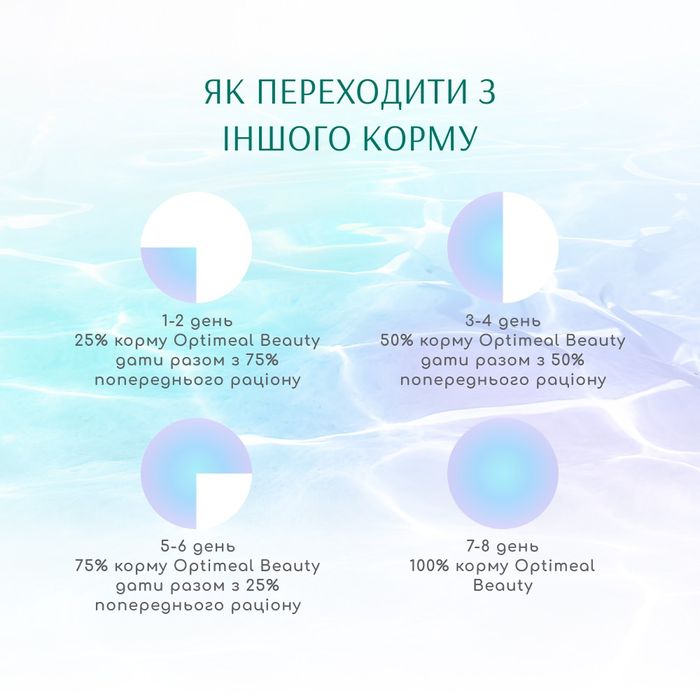 ЯК ПЕРЕХОДИТИ З
ІНШОГО КОРМУ
1-2 день
25% корму Optimeal Beauty
дати разом з 75%
попереднього раціону
3-4 день
50% корму Optimeal Beauty
дати разом з 50%
попереднього раціону
5-6 день
75% корму Optimeal Beauty
дати разом з 25%
попереднього раціону
7-8 день
100% корму Optimeal
Beauty